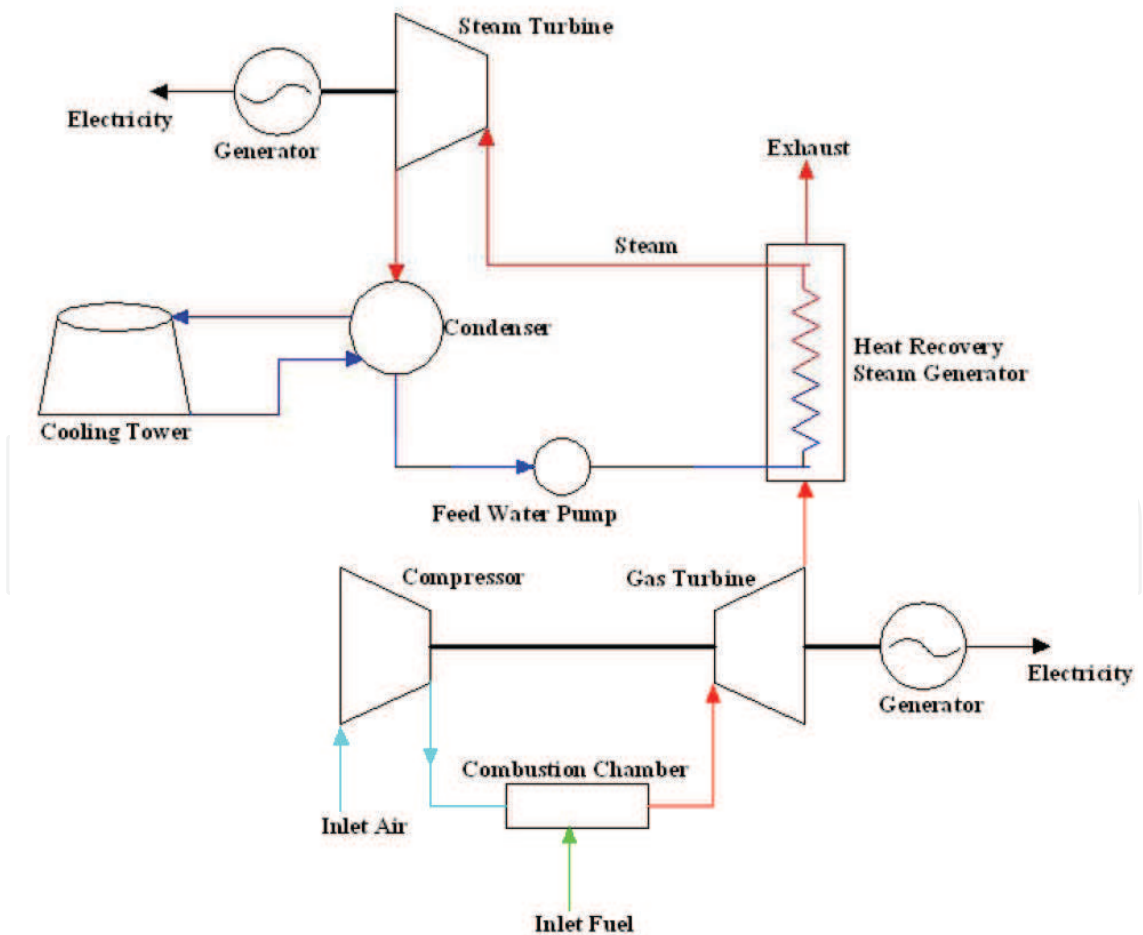 Steam Turbine
Electricity
Generator
Exhaust
Steam
Condenser
Heat Recovery
Steam Generator
Cooling Tower
Feed Water Pump
Compressor
Gas Turbine
Electricity
Generator
Combustion Chamber
Inlet Air
Inlet Fuel